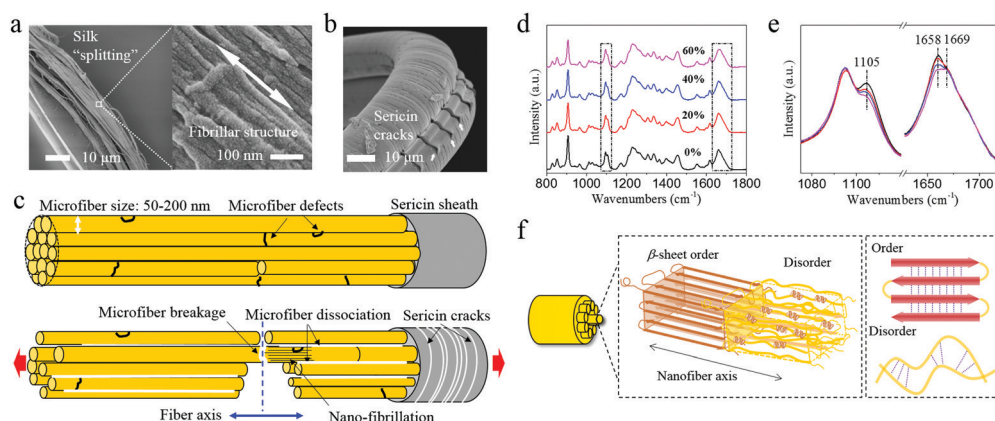 a
Silk
“splitting”
10 μm
Fibrillar structure
100 nm
b
Sericin
cracks
10 μm
c
Microfiber size: 50-200 nm
Microfiber defects
Sericin sheath
Microfiber breakage
Microfiber dissociation
Sericin cracks
Fiber axis
Nano-fibrillation
d
Intensity (a.u.)
60%
40%
20%
0%
800 1000 1200 1400 1600 1800
Wavenumbers (cm-1)
e
Intensity (a.u.)
1105
1658 1669
1080 1100 1650 1700
Wavenumbers (cm-1)
f
β-sheet order
Disorder
Nanofiber axis
Order
Disorder